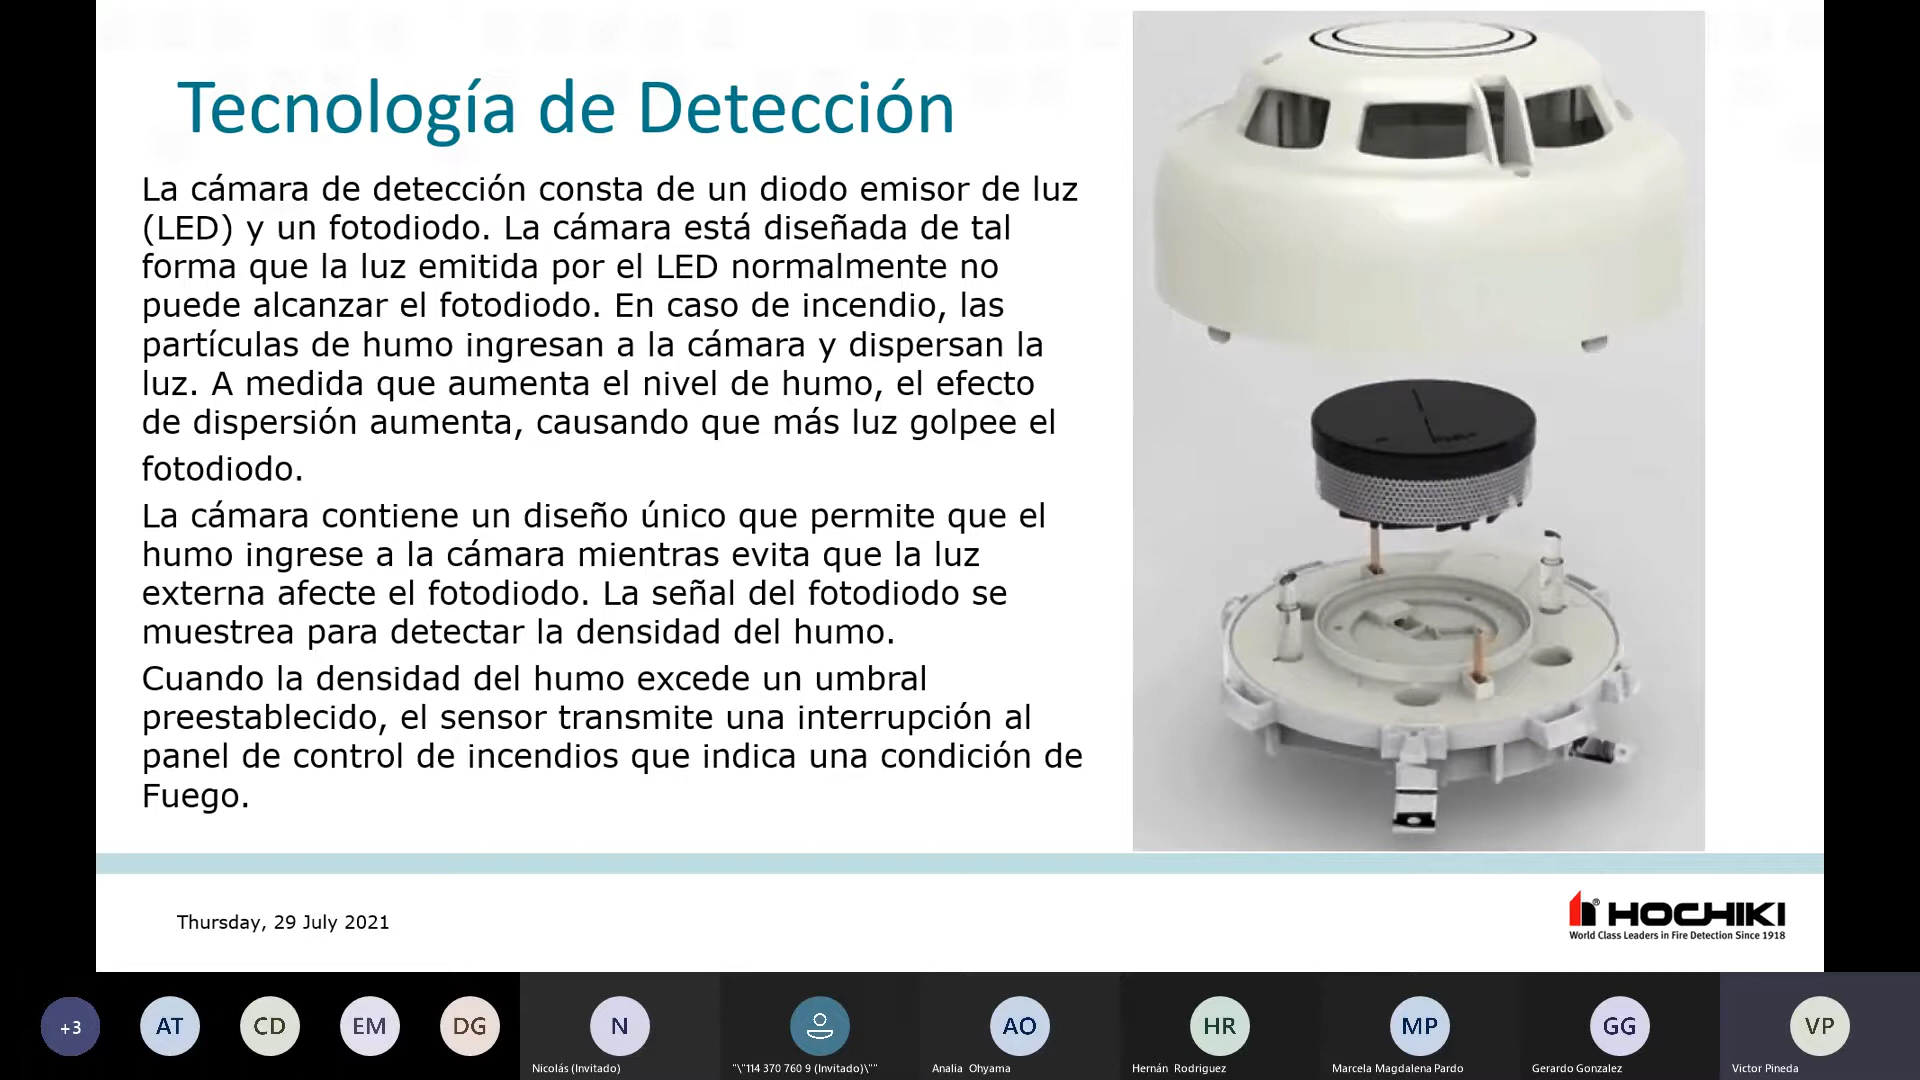 Tecnología de Detección
La cámara de detección consta de un diodo emisor de luz
(LED) y un fotodiodo. La cámara está diseñada de tal
forma que la luz emitida por el LED normalmente no
puede alcanzar el fotodiodo. En caso de incendio, las
partículas de humo ingresan a la cámara y dispersan la
luz. A medida que aumenta el nivel de humo, el efecto
de dispersión aumenta, causando que más luz golpee el
fotodiodo.
La cámara contiene un diseño único que permite que el
humo ingrese a la cámara mientras evita que la luz
externa afecte el fotodiodo. La señal del fotodiodo se
muestrea para detectar la densidad del humo.
Cuando la densidad del humo excede un umbral
preestablecido, el sensor transmite una interrupción al
panel de control de incendios que indica una condición de
Fuego.
Thursday, 29 July 2021
® HOCHIKI
World Class Leaders in Fire Detection Since 1918
+3 AT CD EM DG N AO HR MP GG VP
Nicolás (Invitado) "\"114 370 760 9 (Invitado)\"" Analia Ohyama Hernán Rodriguez Marcela Magdalena Pardo Gerardo Gonzalez Victor Pineda